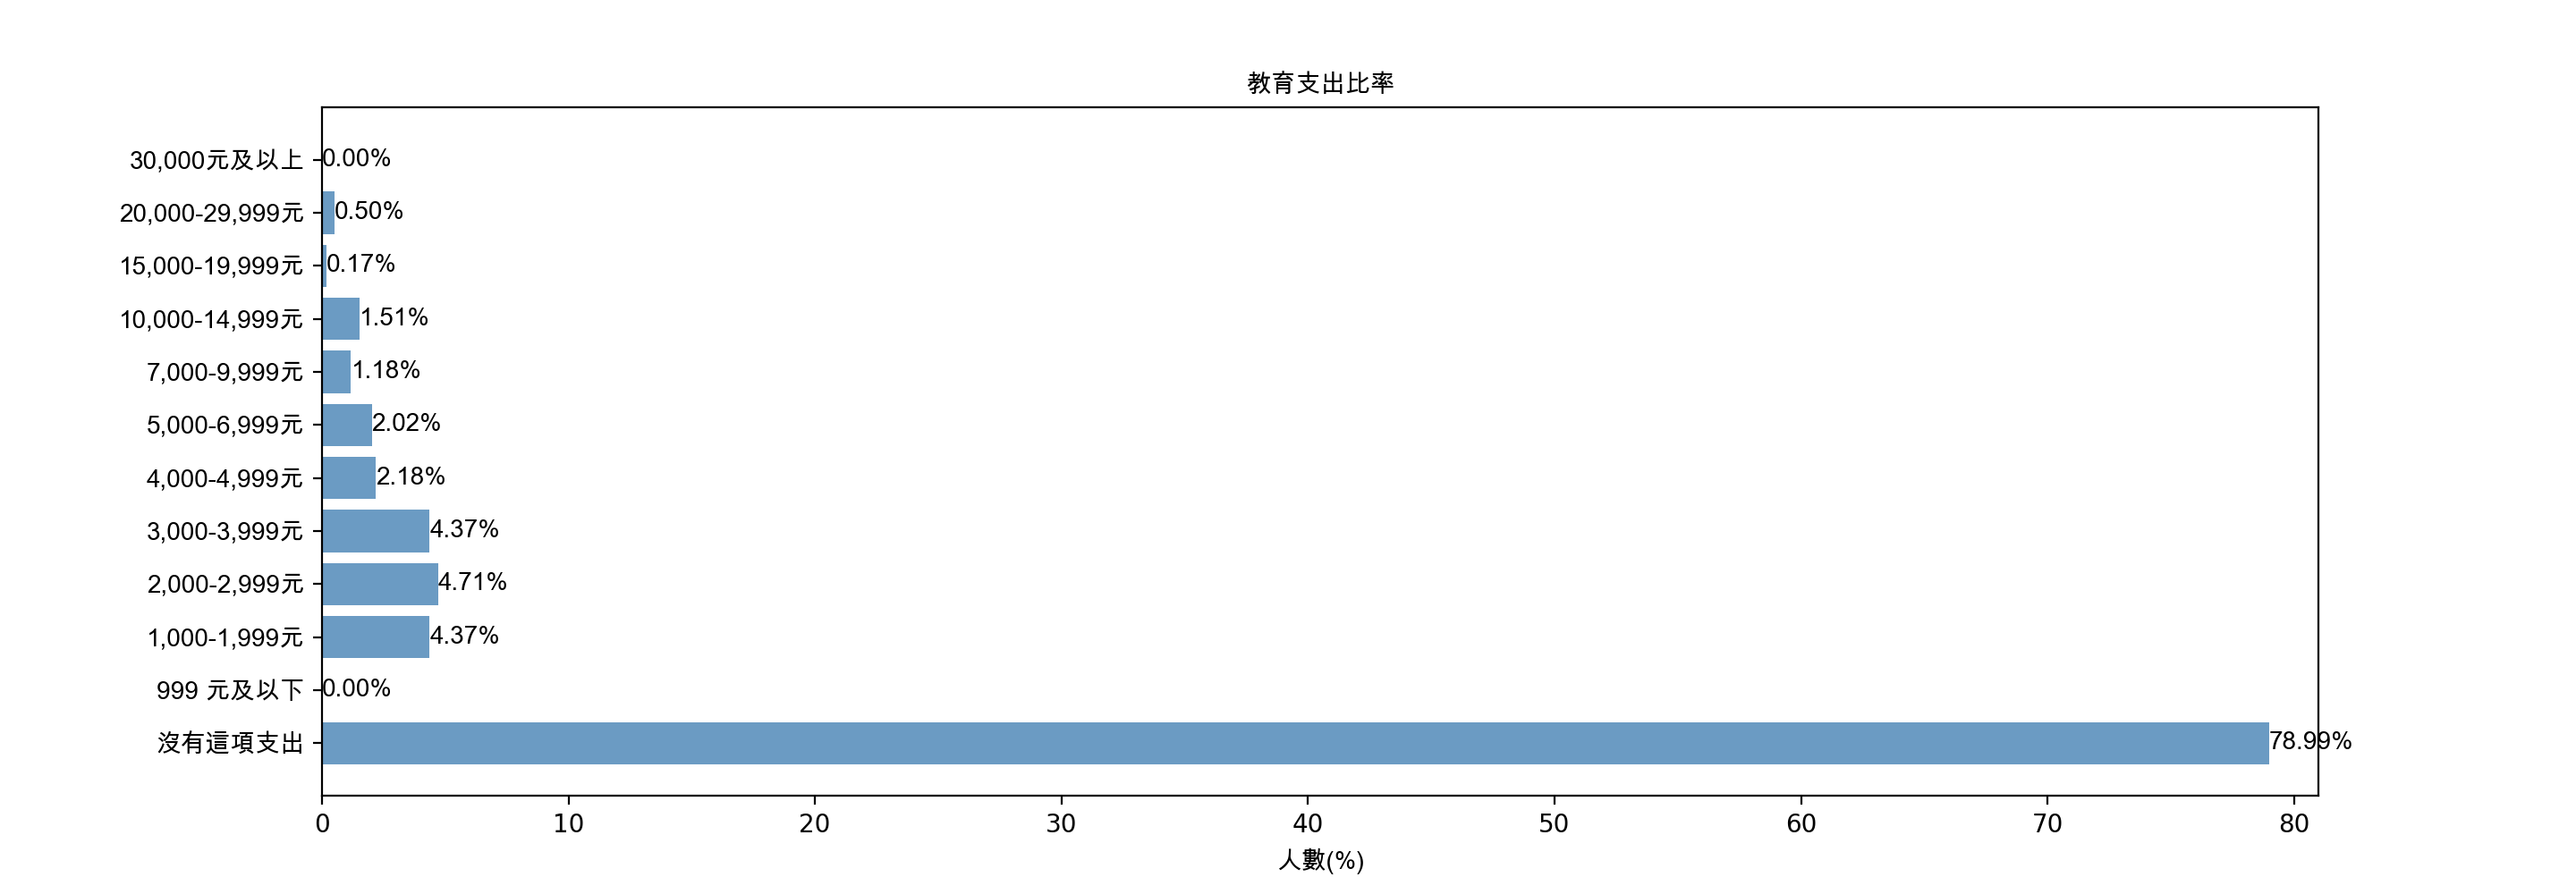 教育支出比率
30,000元及以上 0.00%
20,000-29,999元 0.50%
15,000-19,999元 0.17%
10,000-14,999元 1.51%
7,000-9,999元 1.18%
5,000-6,999元 2.02%
4,000-4,999元 2.18%
3,000-3,999元 4.37%
2,000-2,999元 4.71%
1,000-1,999元 4.37%
999 元及以下 0.00%
沒有這項支出 78.99%
0 10 20 30 40 50 60 70 80
人數(%)